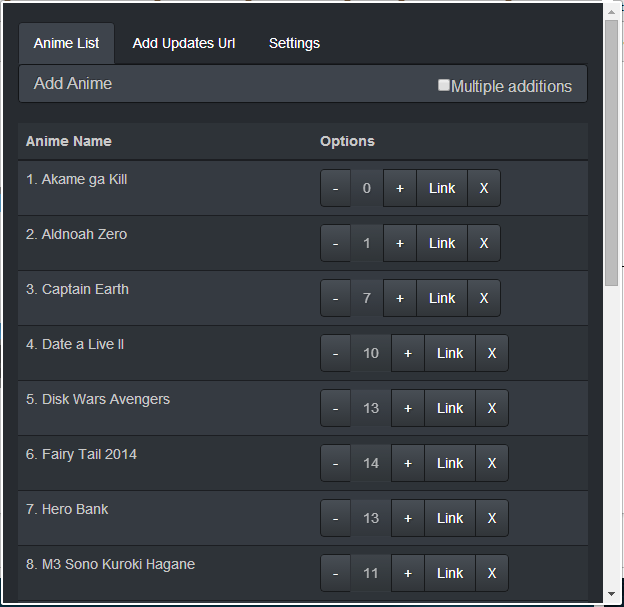 Anime List Add Updates Url Settings
Add Anime Multiple additions
Anime Name Options
1. Akame ga Kill - 0 + Link X
2. Aldnoah Zero - 1 + Link X
3. Captain Earth - 7 + Link X
4. Date a Live ll - 10 + Link X
5. Disk Wars Avengers - 13 + Link X
6. Fairy Tail 2014 - 14 + Link X
7. Hero Bank - 13 + Link X
8. M3 Sono Kuroki Hagane - 11 + Link X